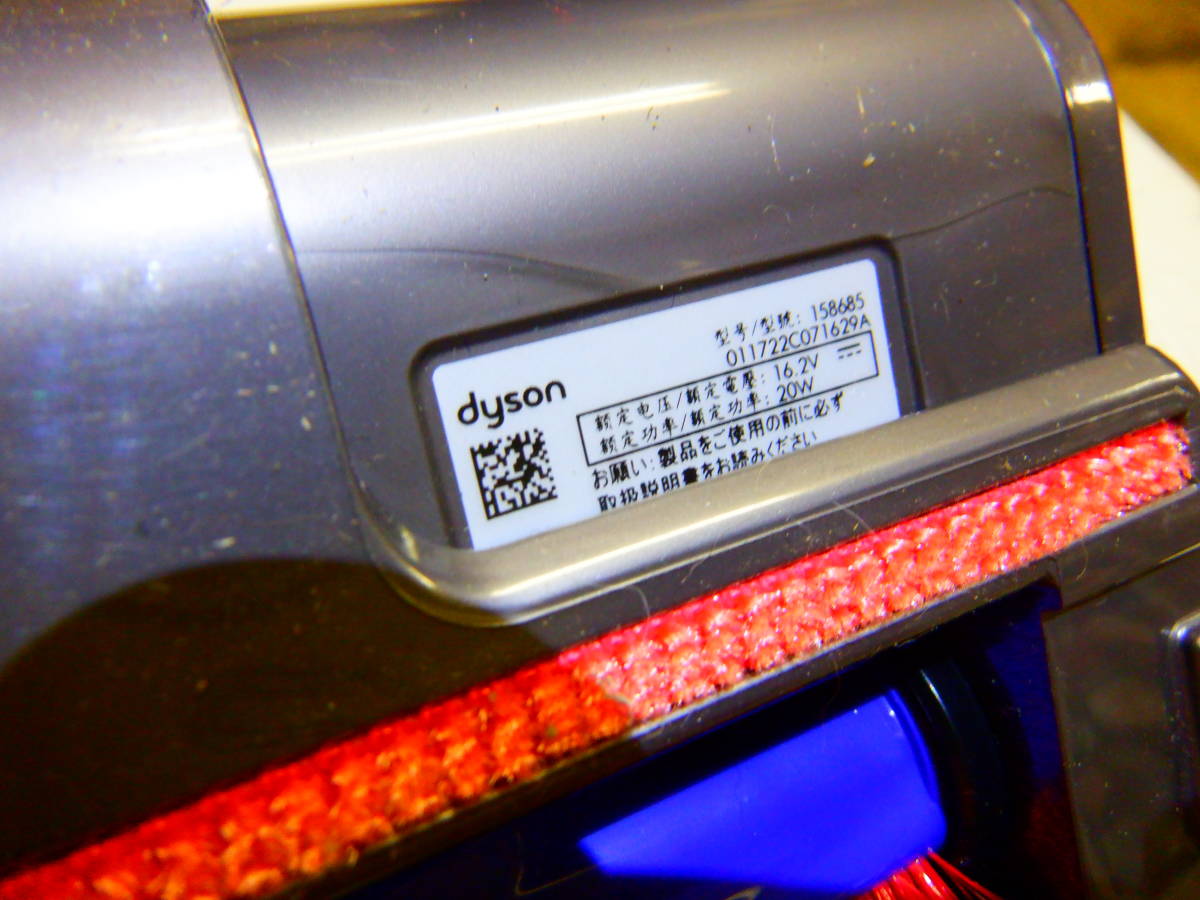 型号/型號: 158685
011722C071629A
dyson
额定电压/額定電壓: 16.2V
额定功率/額定功率: 20W
お願い: 製品をご使用の前に必ず
取扱説明書をお読みください